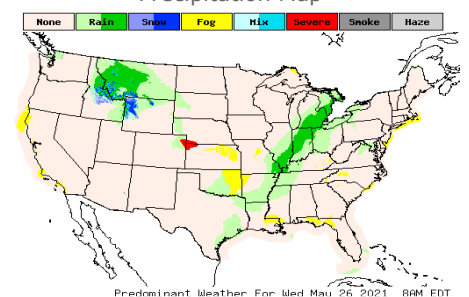 Precipitation Map
None Rain Snow Fog Mix Severe Smoke Haze
Predominant Weather For Wed May 26 2021 8AM EDT